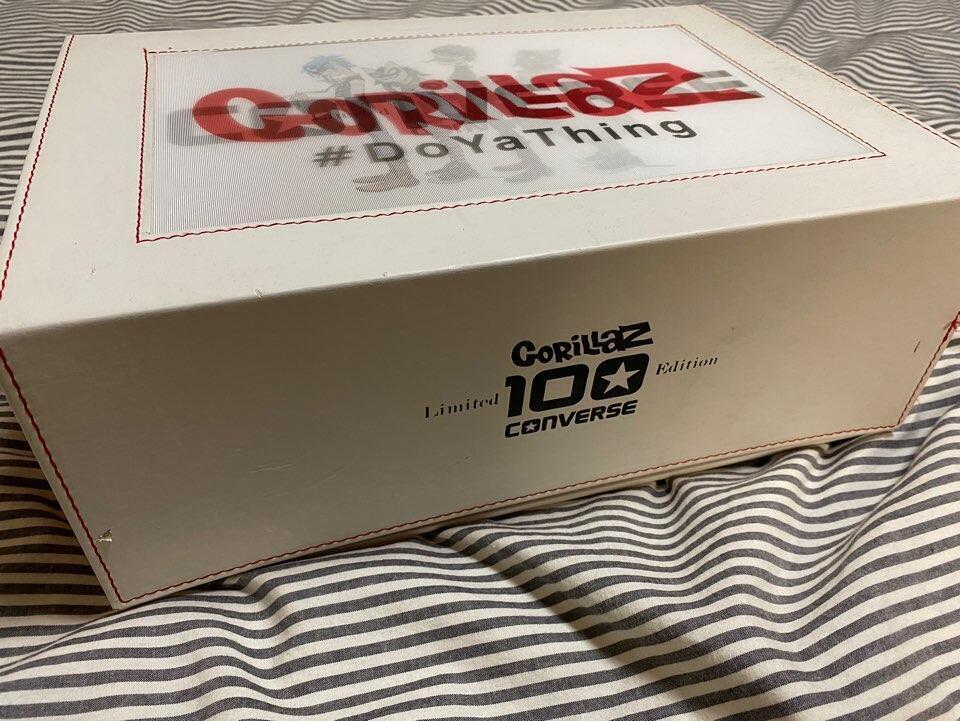 GORiLLaZ
#DoYaThing
GORiLLaZ
Limited 100 Edition
CONVERSE